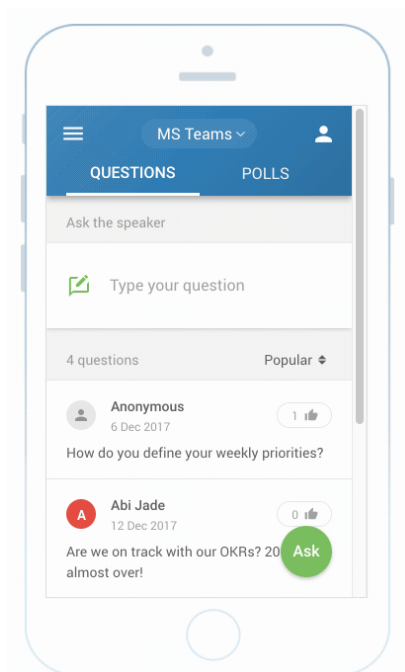 MS Teams
QUESTIONS POLLS
Ask the speaker
Type your question
4 questions Popular
Anonymous
6 Dec 2017
1
How do you define your weekly priorities?
A
Abi Jade
12 Dec 2017
0
Are we on track with our OKRs? 20
Ask
almost over!